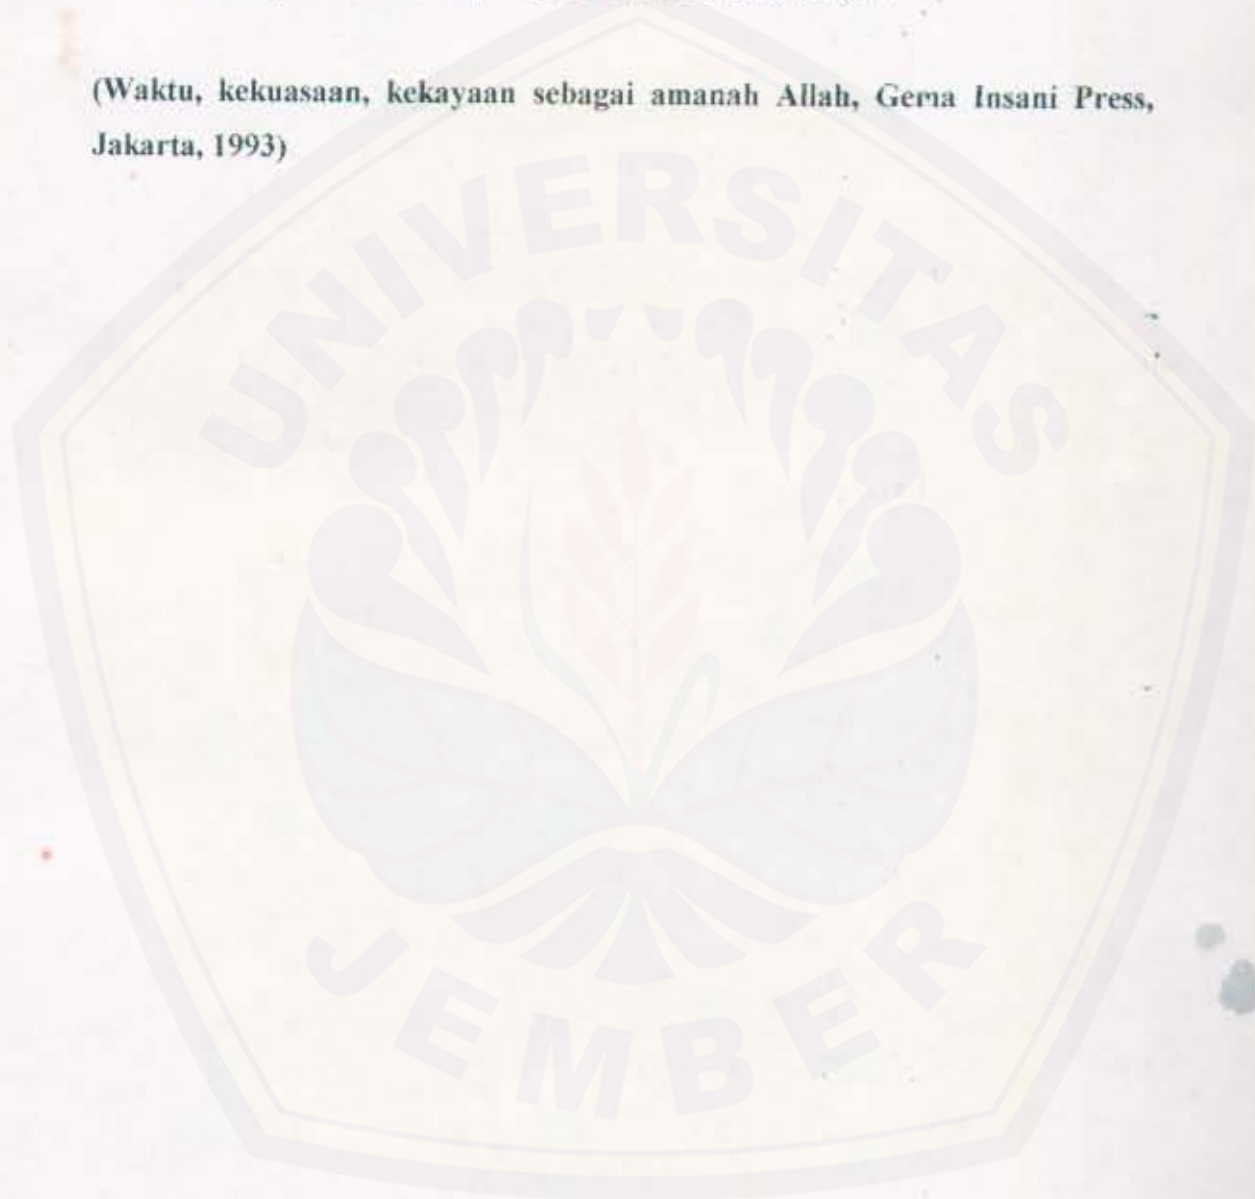 (Waktu, kekuasaan, kekayaan sebagai amanah Allah, Gema Insani Press,
Jakarta, 1993)
UNIVERSITAS
JEMBER